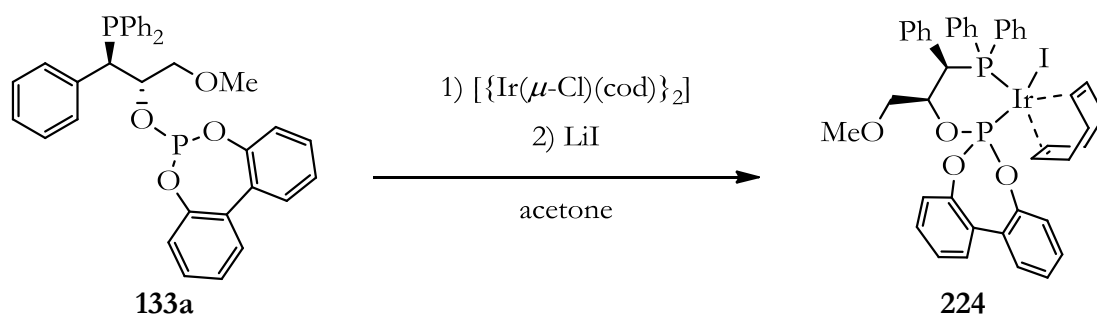 PPh2
OMe
O
P
O
O
133a
1) [{Ir(μ-Cl)(cod)}2]
2) LiI
acetone
Ph
Ph
Ph
P
I
Ir
MeO
O
P
O
O
224